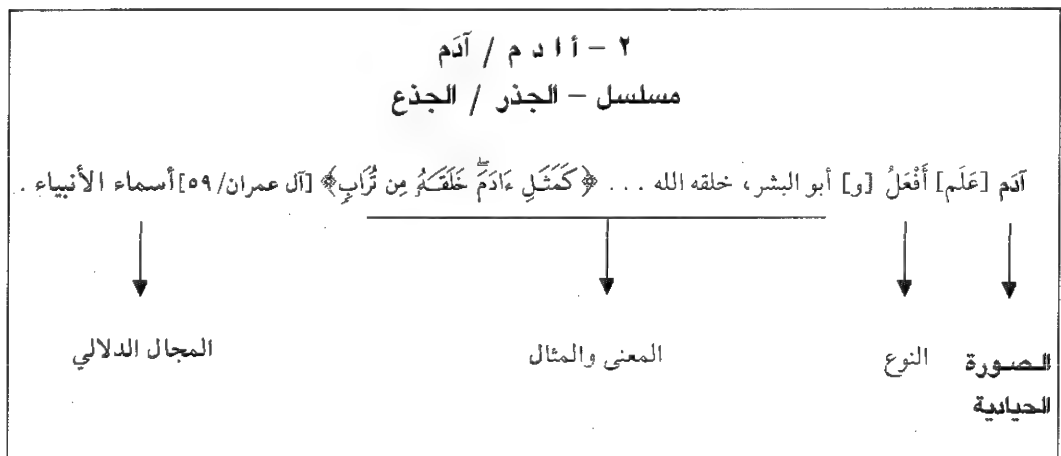 ٢ – أ ا د م / آدَم
مسلسل – الجذر / الجذع
آدَم [عَلَم] أَفْعَلُ [و] أبو البشر، خلقه الله ... ﴿كَمَثَلِ ءَادَمَۖ خَلَقَهُۥ مِن تُرَابٖ﴾ [آل عمران/٥٩] أسماء الأنبياء .
الصورة الحيادية
النوع
المعنى والمثال
المجال الدلالي